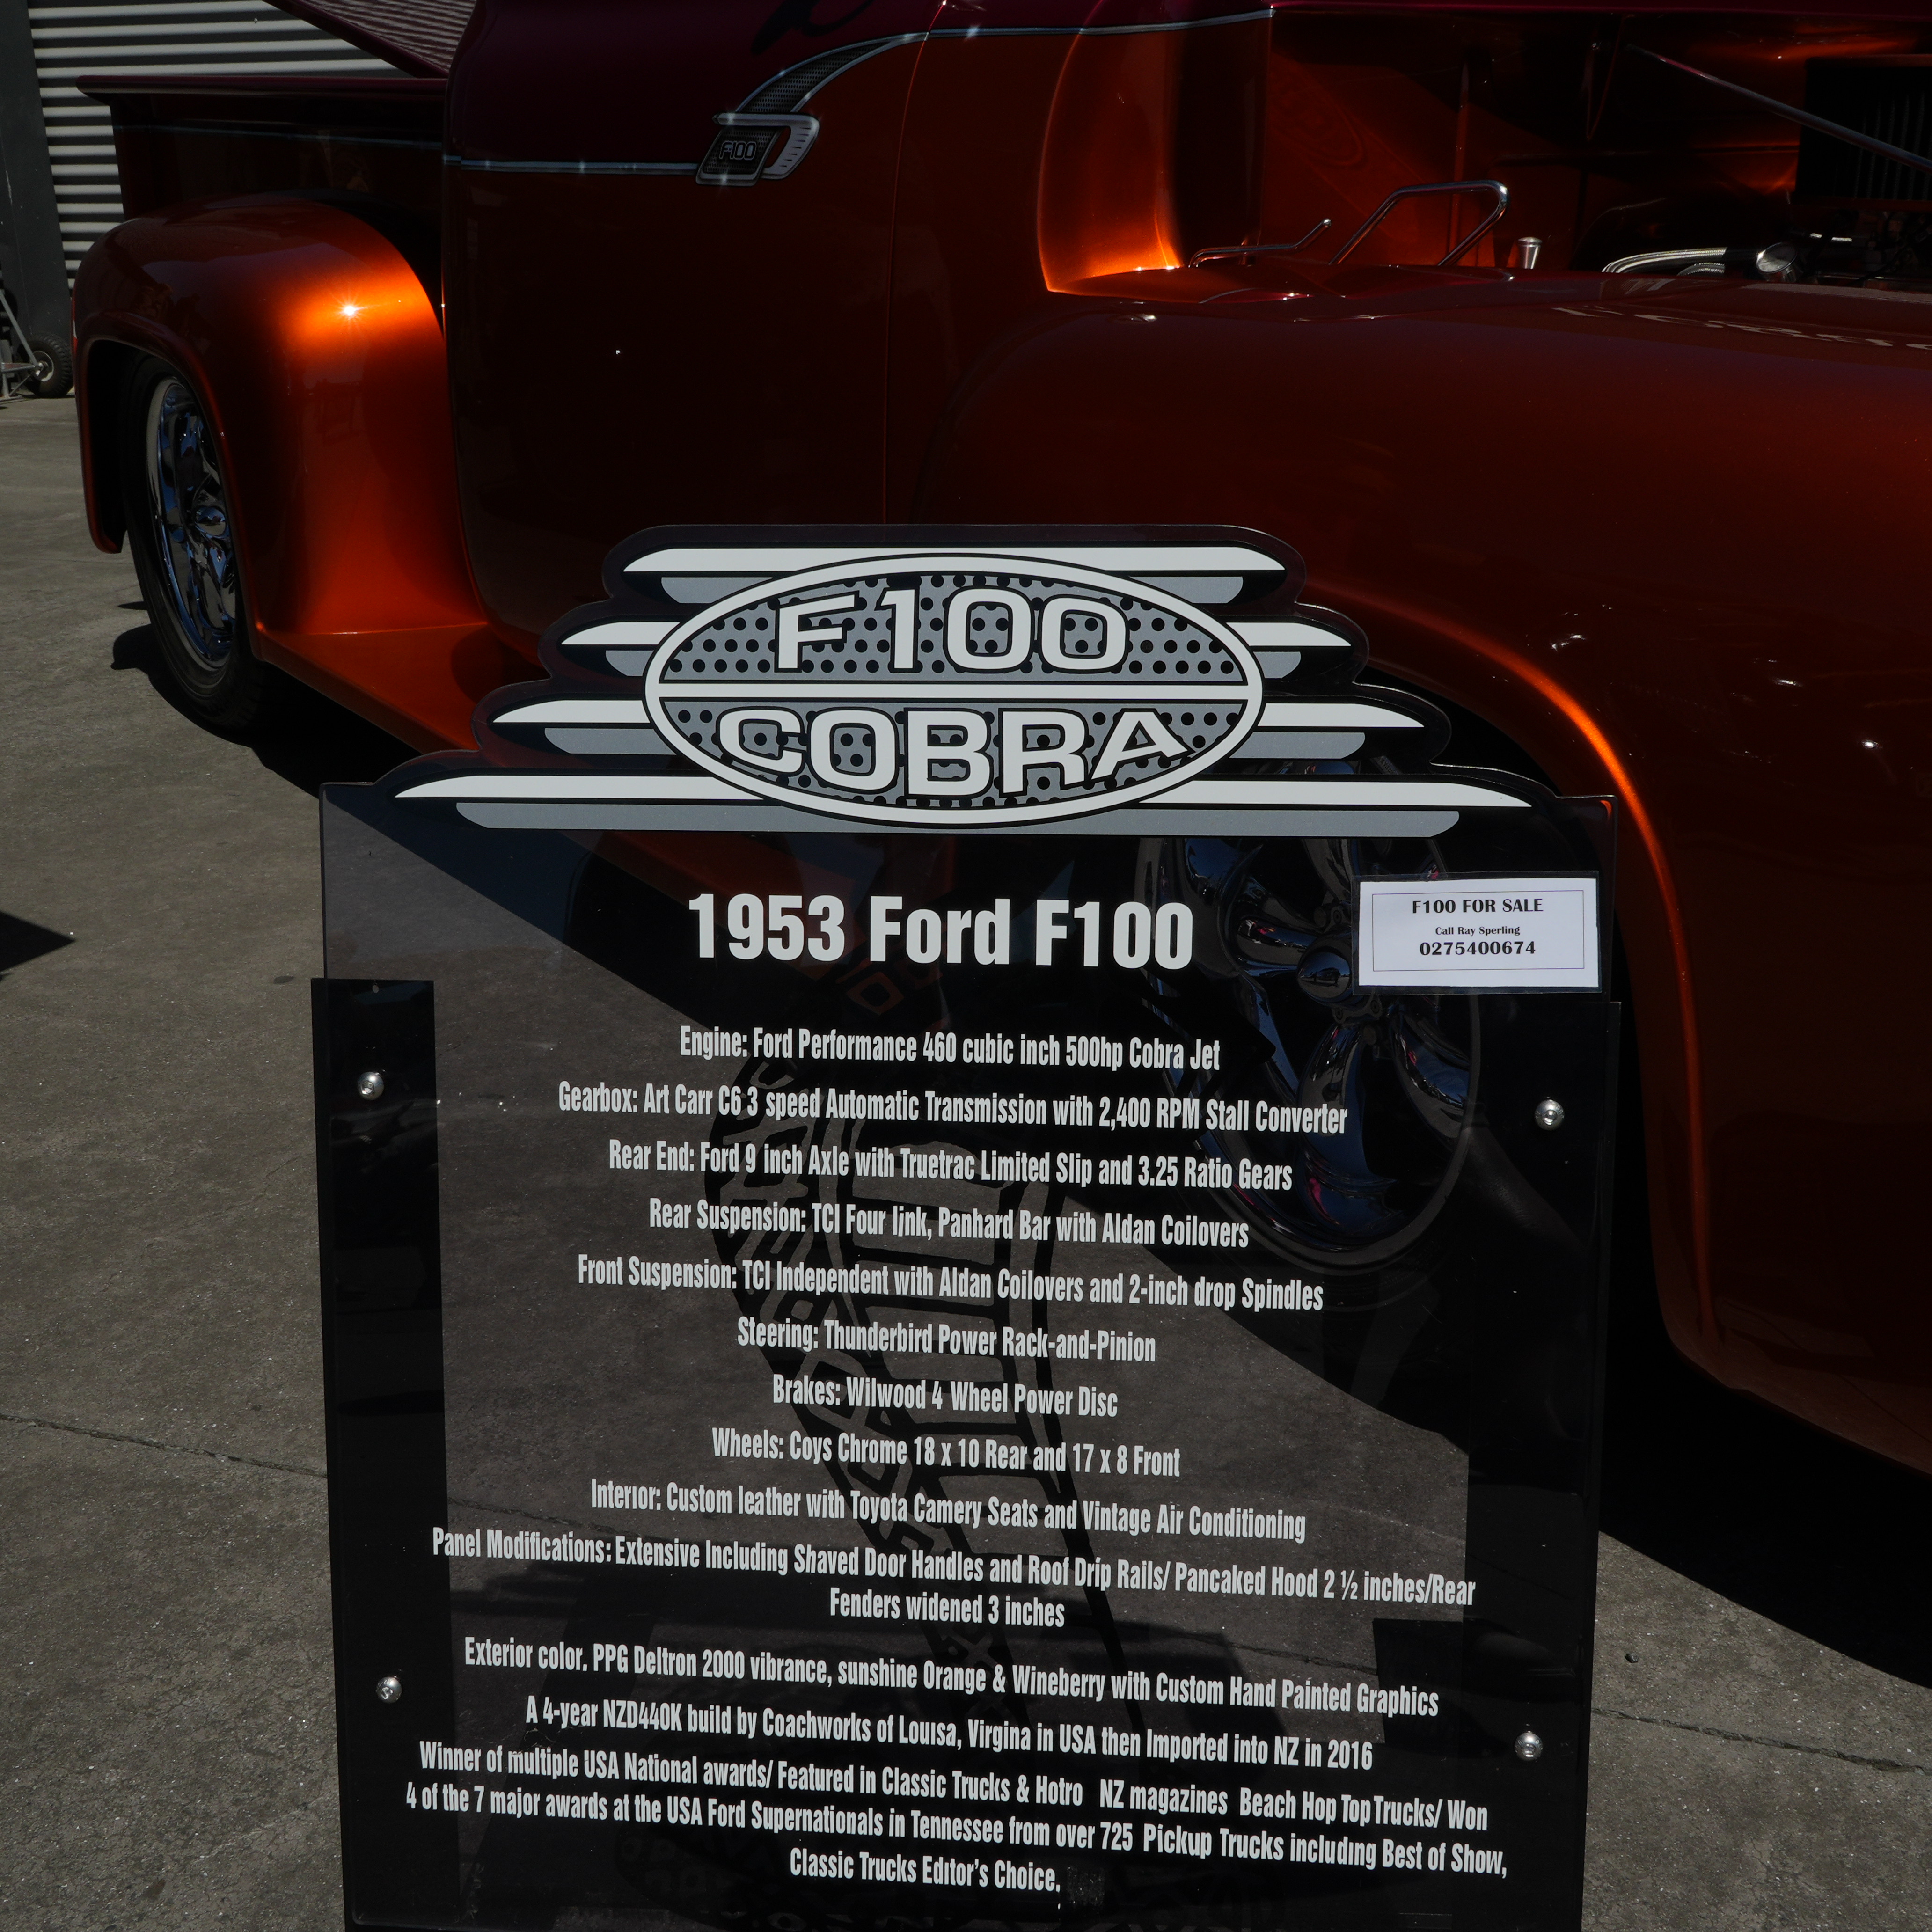 F100
F100
COBRA
1953 Ford F100
F100 FOR SALE
Call Ray Sperling
0275400674
Engine: Ford Performance 460 cubic inch 500hp Cobra Jet
Gearbox: Art Carr C6 3 speed Automatic Transmission with 2,400 RPM Stall Converter
Rear End: Ford 9 inch Axle with Truetrac Limited Slip and 3.25 Ratio Gears
Rear Suspension: TCI Four link, Panhard Bar with Aldan Coilovers
Front Suspension: TCI Independent with Aldan Coilovers and 2-inch drop Spindles
Steering: Thunderbird Power Rack-and-Pinion
Brakes: Wilwood 4 Wheel Power Disc
Wheels: Coys Chrome 18 x 10 Rear and 17 x 8 Front
Interior: Custom leather with Toyota Camery Seats and Vintage Air Conditioning
Panel Modifications: Extensive Including Shaved Door Handles and Roof Drip Rails/ Pancaked Hood 2 ½ inches/Rear
Fenders widened 3 inches
Exterior color. PPG Deltron 2000 vibrance, sunshine Orange & Wineberry with Custom Hand Painted Graphics
A 4-year NZD440K build by Coachworks of Louisa, Virgina in USA then Imported into NZ in 2016
Winner of multiple USA National awards/ Featured in Classic Trucks & Hotro NZ magazines Beach Hop Top Trucks/ Won
4 of the 7 major awards at the USA Ford Supernationals in Tennessee from over 725 Pickup Trucks including Best of Show,
Classic Trucks Editor's Choice.